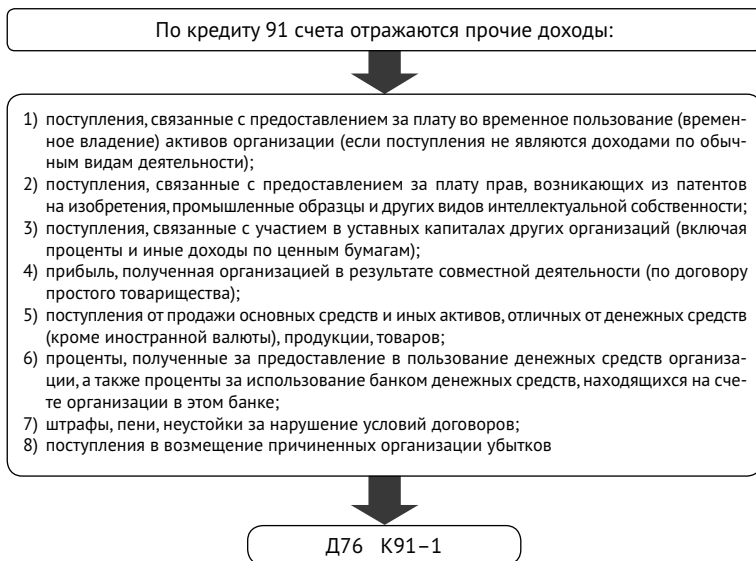 По кредиту 91 счета отражаются прочие доходы:
1) поступления, связанные с предоставлением за плату во временное пользование (времен-
ное владение) активов организации (если поступления не являются доходами по обыч-
ным видам деятельности);
2) поступления, связанные с предоставлением за плату прав, возникающих из патентов
на изобретения, промышленные образцы и других видов интеллектуальной собственности;
3) поступления, связанные с участием в уставных капиталах других организаций (включая
проценты и иные доходы по ценным бумагам);
4) прибыль, полученная организацией в результате совместной деятельности (по договору
простого товарищества);
5) поступления от продажи основных средств и иных активов, отличных от денежных средств
(кроме иностранной валюты), продукции, товаров;
6) проценты, полученные за предоставление в пользование денежных средств организа-
ции, а также проценты за использование банком денежных средств, находящихся на сче-
те организации в этом банке;
7) штрафы, пени, неустойки за нарушение условий договоров;
8) поступления в возмещение причиненных организации убытков
Д76 К91–1